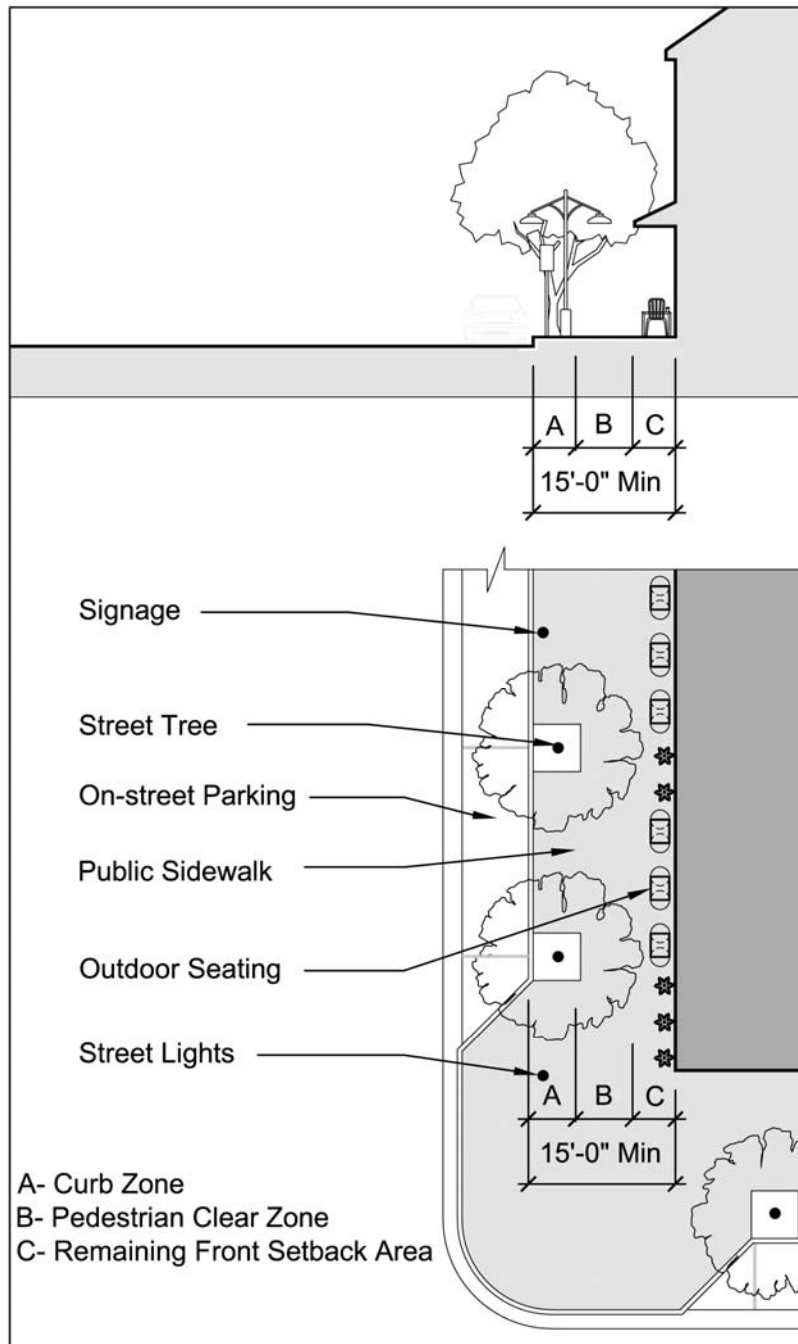 A B C
15'-0" Min
Signage
Street Tree
On-street Parking
Public Sidewalk
Outdoor Seating
Street Lights
A B C
15'-0" Min
A- Curb Zone
B- Pedestrian Clear Zone
C- Remaining Front Setback Area